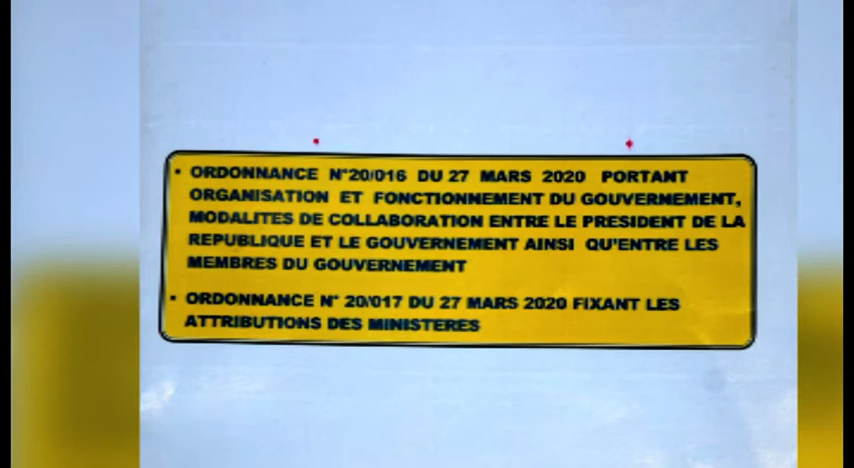 • ORDONNANCE N°20/016 DU 27 MARS 2020 PORTANT
ORGANISATION ET FONCTIONNEMENT DU GOUVERNEMENT,
MODALITES DE COLLABORATION ENTRE LE PRESIDENT DE LA
REPUBLIQUE ET LE GOUVERNEMENT AINSI QU'ENTRE LES
MEMBRES DU GOUVERNEMENT
• ORDONNANCE N° 20/017 DU 27 MARS 2020 FIXANT LES
ATTRIBUTIONS DES MINISTERES